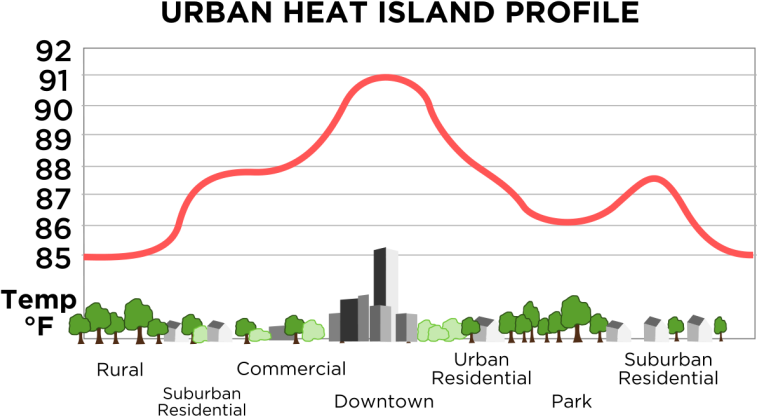 URBAN HEAT ISLAND PROFILE
92
91
90
89
88
87
86
85
Temp
°F
Rural
Suburban
Residential
Commercial
Downtown
Urban
Residential
Park
Suburban
Residential